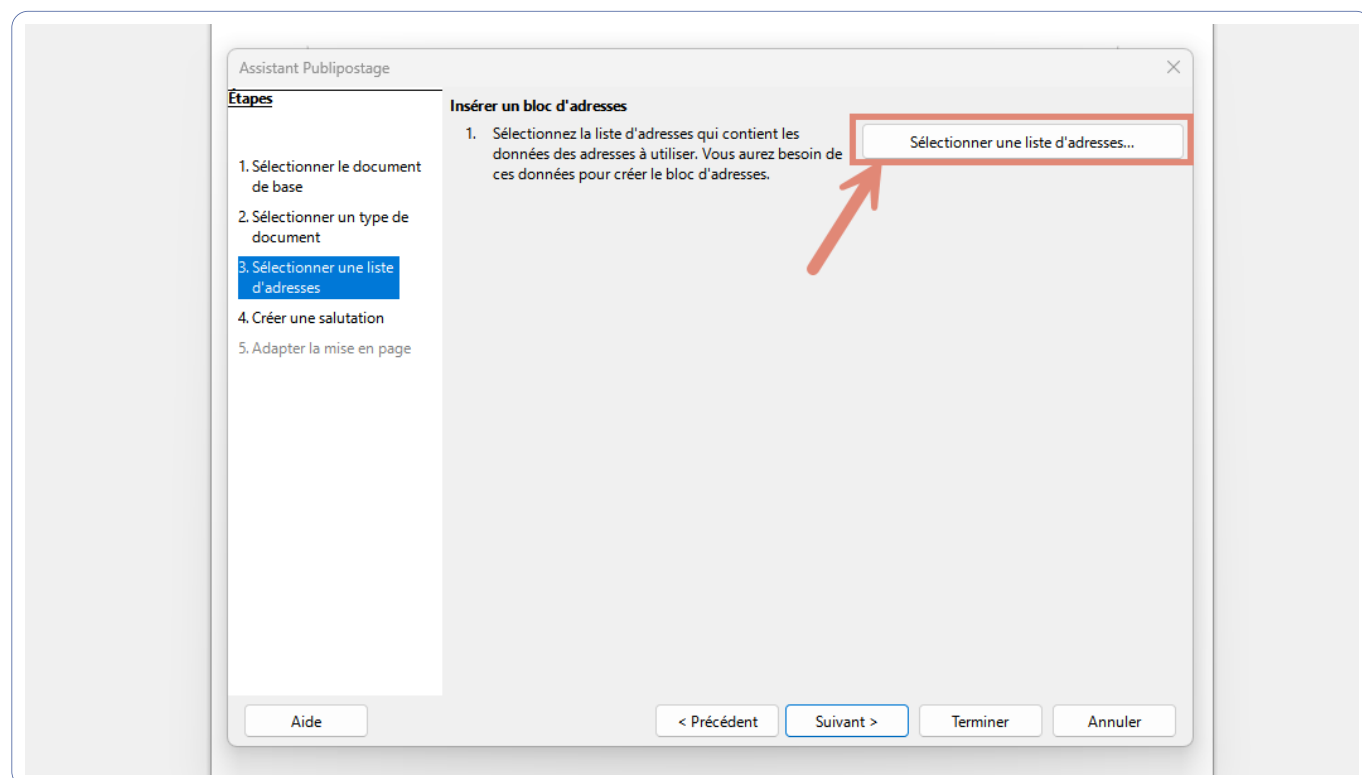 Assistant Publipostage
Étapes
1. Sélectionner le document
de base
2. Sélectionner un type de
document
3. Sélectionner une liste
d'adresses
4. Créer une salutation
5. Adapter la mise en page
Insérer un bloc d'adresses
1. Sélectionnez la liste d'adresses qui contient les
données des adresses à utiliser. Vous aurez besoin de
ces données pour créer le bloc d'adresses.
Sélectionner une liste d'adresses...
Aide
< Précédent
Suivant >
Terminer
Annuler